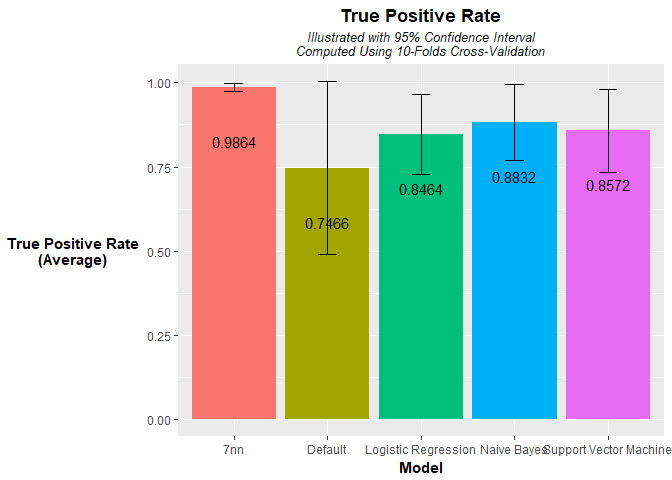 True Positive Rate
Illustrated with 95% Confidence Interval
Computed Using 10-Folds Cross-Validation
True Positive Rate
(Average)
1.00
0.75
0.50
0.25
0.00
0.9864
0.7466
0.8464
0.8832
0.8572
7nn
Default
Logistic Regression
Naive Bayes
Support Vector Machine
Model